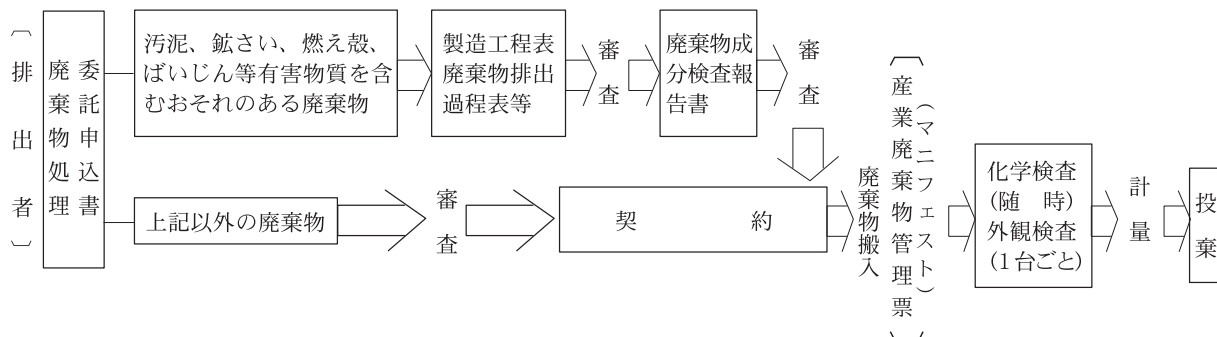 〔排出者〕
廃棄物処理
委託申込書
汚泥、鉱さい、燃え殻、
ばいじん等有害物質を含
むおそれのある廃棄物
製造工程表
廃棄物排出
過程表等
審査
廃棄物成
分検査報
告書
審査
上記以外の廃棄物
審査
契約
廃棄物搬入
〔産業廃棄物管理票〕
(マニフェスト)
化学検査
(随 時)
外観検査
(1台ごと)
計量
投棄